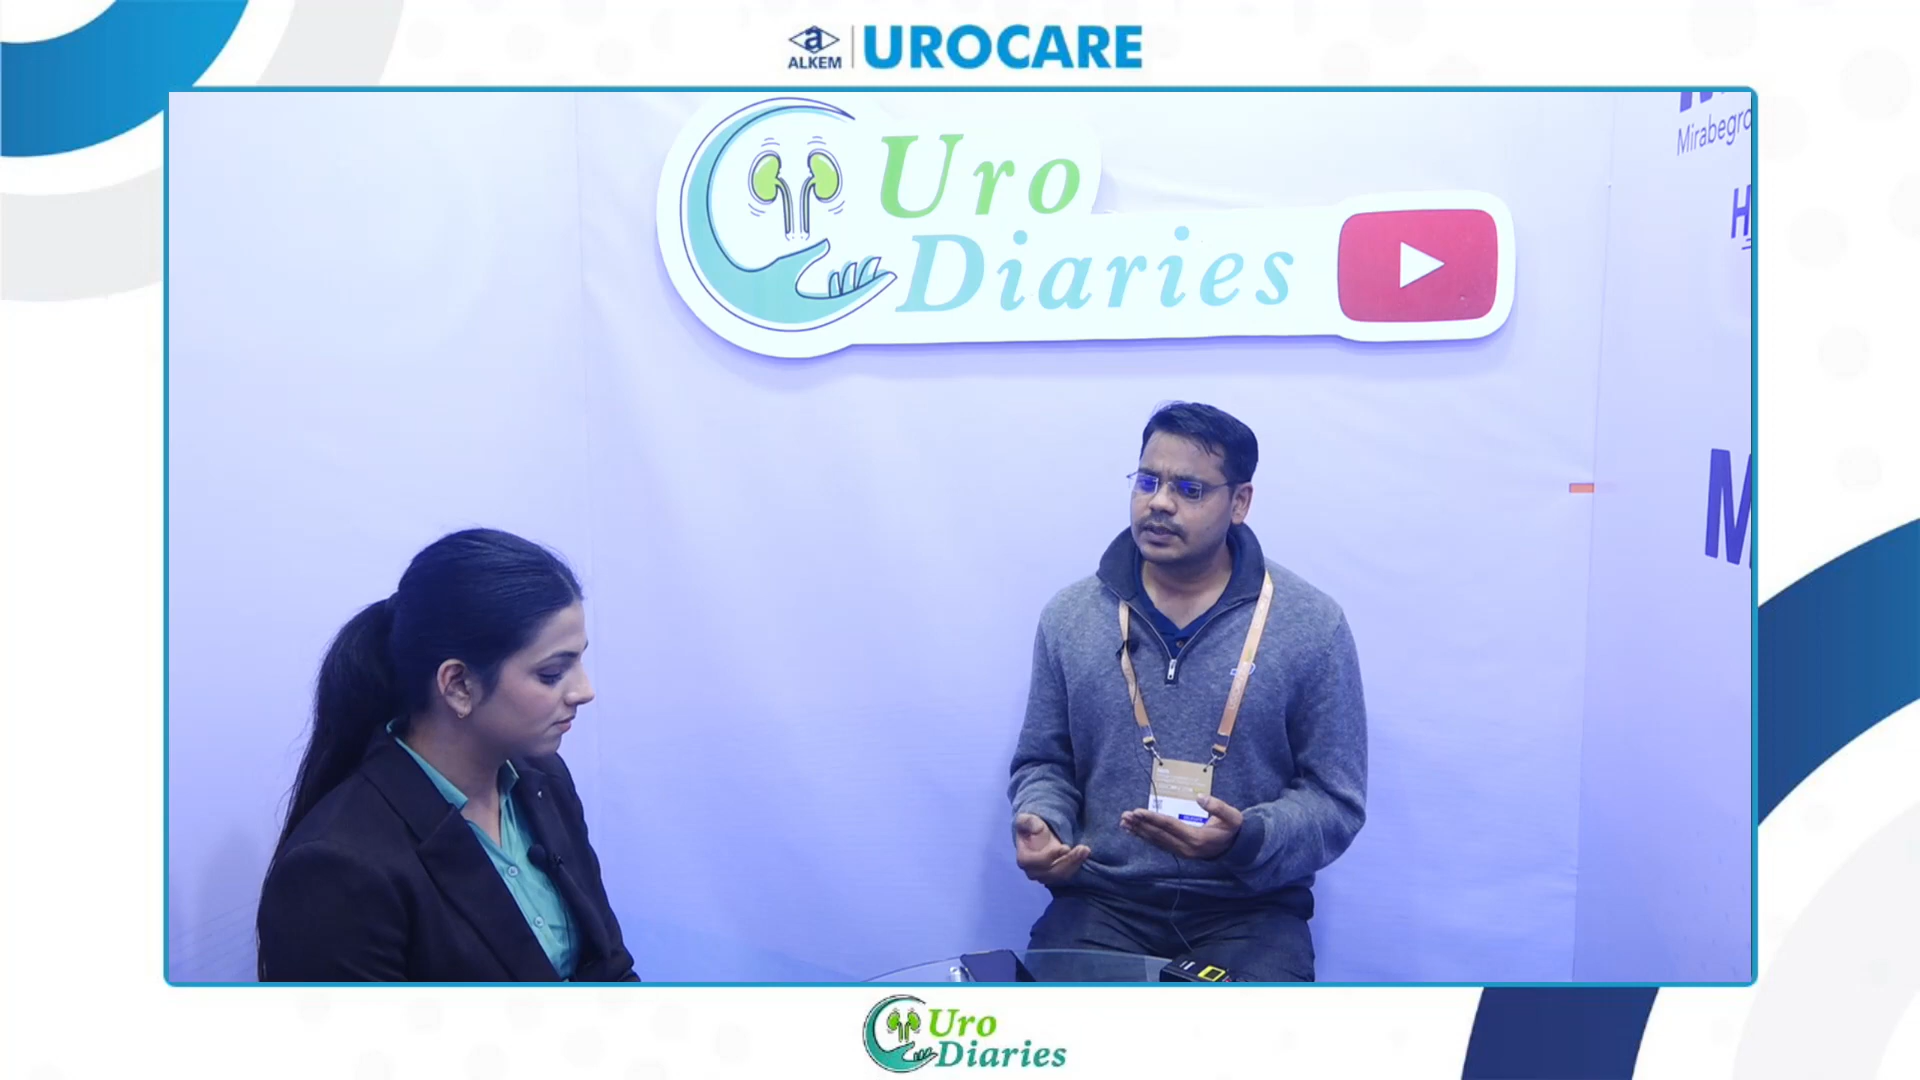 a
ALKEM
UROCARE
Uro
Diaries
Mirabegro
H
M
Uro
Diaries